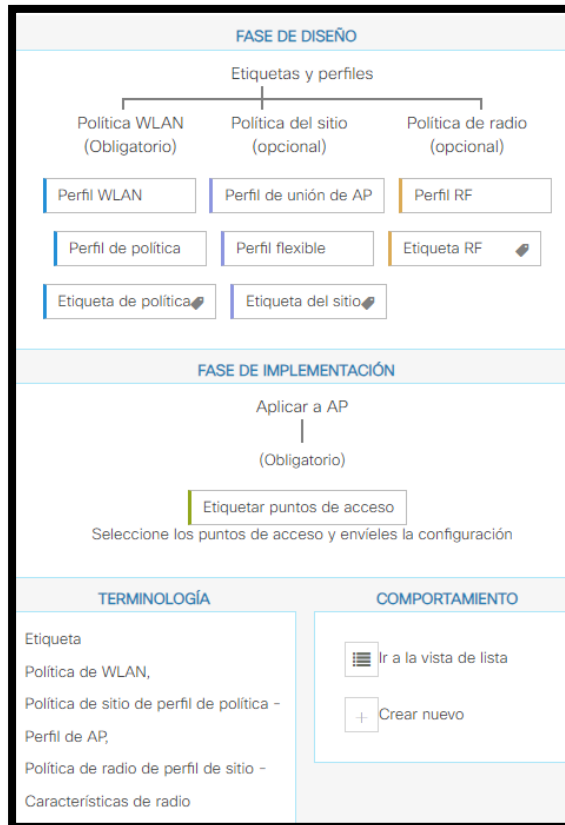 FASE DE DISEÑO
Etiquetas y perfiles
Política WLAN
(Obligatorio)
Política del sitio
(opcional)
Política de radio
(opcional)
Perfil WLAN
Perfil de unión de AP
Perfil RF
Perfil de política
Perfil flexible
Etiqueta RF
Etiqueta de política
Etiqueta del sitio
FASE DE IMPLEMENTACIÓN
Aplicar a AP
(Obligatorio)
Etiquetar puntos de acceso
Seleccione los puntos de acceso y envíeles la configuración
TERMINOLOGÍA
Etiqueta
Política de WLAN,
Política de sitio de perfil de política -
Perfil de AP,
Política de radio de perfil de sitio -
Características de radio
COMPORTAMIENTO
Ir a la vista de lista
Crear nuevo